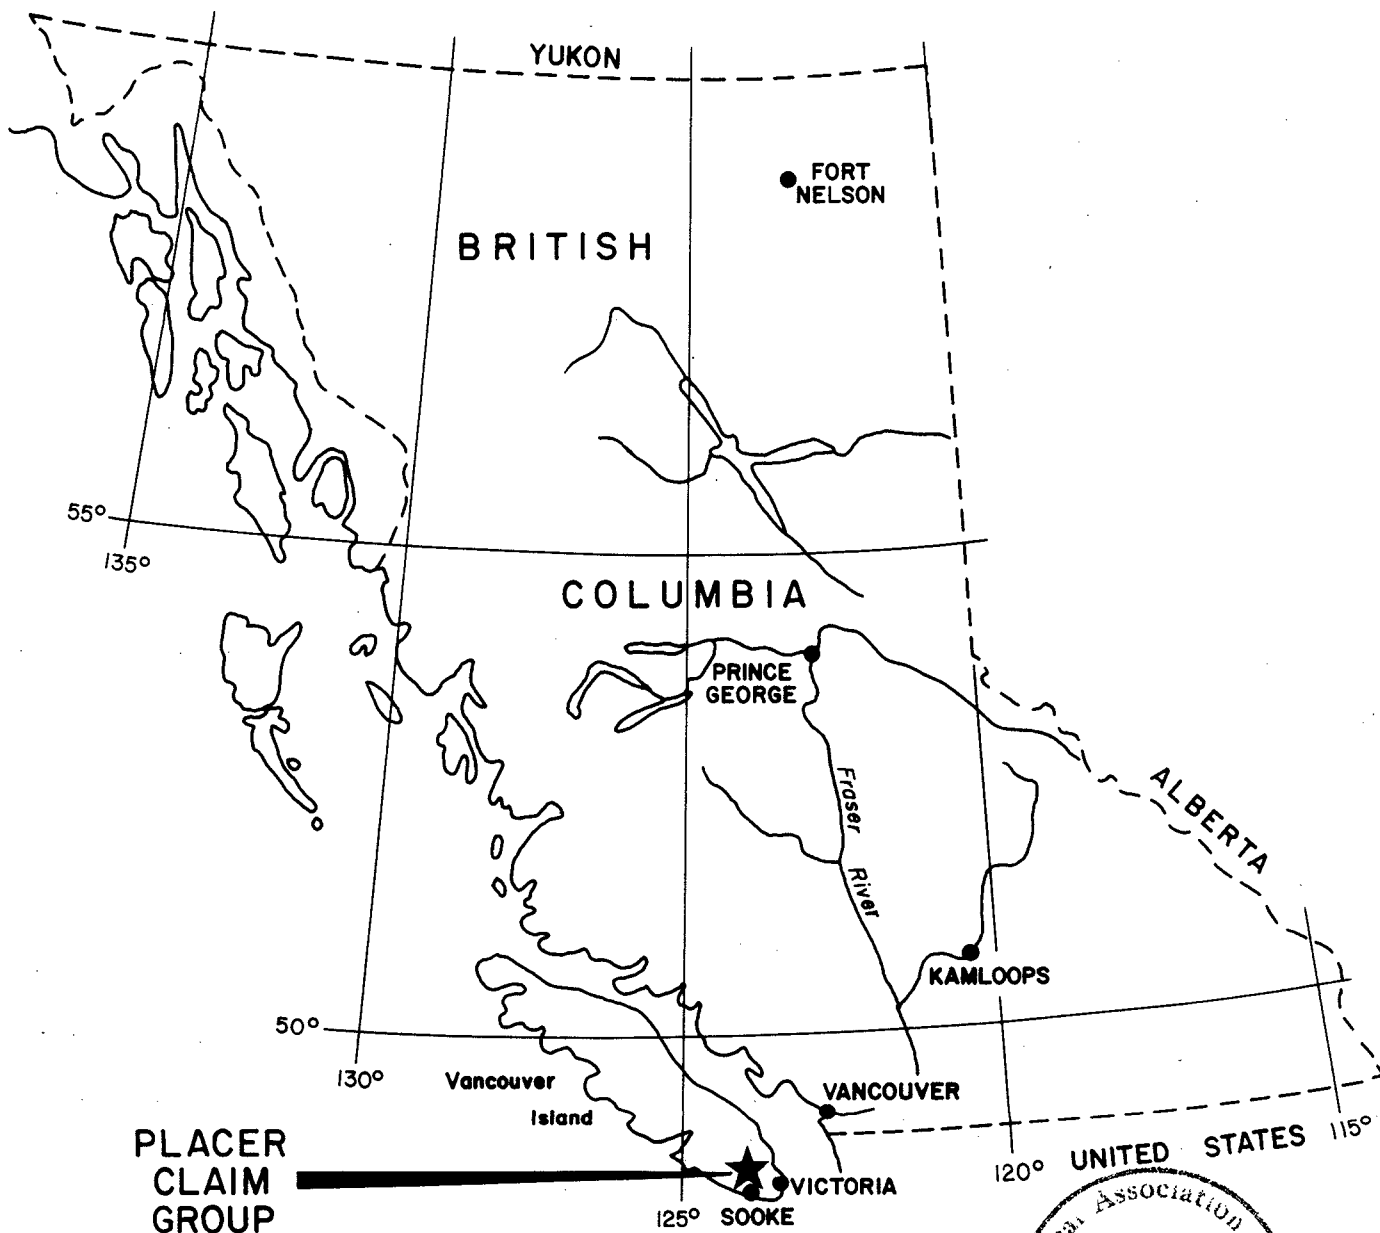 YUKON
FORT
NELSON
BRITISH
55°
135°
COLUMBIA
PRINCE
GEORGE
Fraser
River
ALBERTA
KAMLOOPS
50°
130°
Vancouver
Island
VANCOUVER
PLACER
CLAIM
GROUP
VICTORIA
125°
SOOKE
120°
UNITED STATES
115°
Association